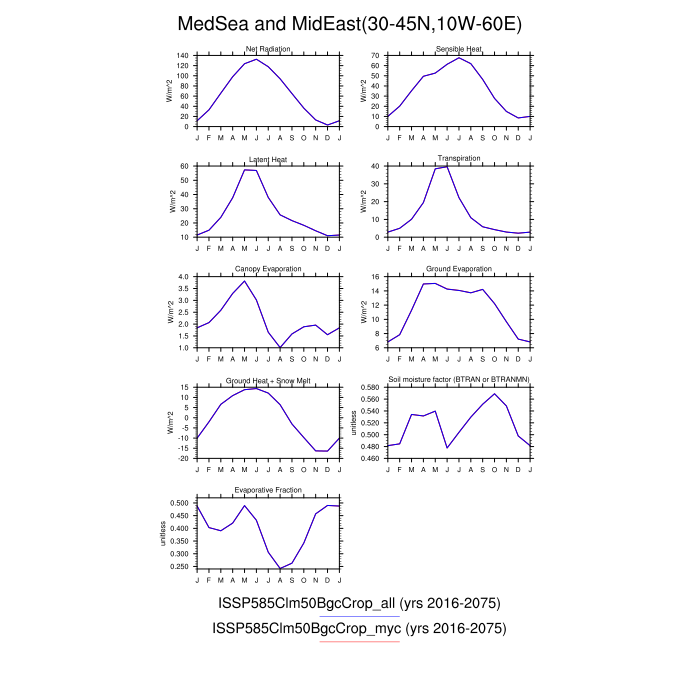 MedSea and MidEast(30-45N,10W-60E)
Net Radiation
W/m^2
140
120
100
80
60
40
20
0
J F M A M J J A S O N D J
Sensible Heat
W/m^2
70
60
50
40
30
20
10
0
J F M A M J J A S O N D J
Latent Heat
W/m^2
60
50
40
30
20
10
J F M A M J J A S O N D J
Transpiration
W/m^2
40
30
20
10
0
J F M A M J J A S O N D J
Canopy Evaporation
W/m^2
4.0
3.5
3.0
2.5
2.0
1.5
1.0
J F M A M J J A S O N D J
Ground Evaporation
W/m^2
16
14
12
10
8
6
J F M A M J J A S O N D J
Ground Heat + Snow Melt
W/m^2
15
10
5
0
-5
-10
-15
-20
J F M A M J J A S O N D J
Soil moisture factor (BTRAN or BTRANMN)
unitless
0.580
0.560
0.540
0.520
0.500
0.480
0.460
J F M A M J J A S O N D J
Evaporative Fraction
unitless
0.500
0.450
0.400
0.350
0.300
0.250
J F M A M J J A S O N D J
ISSP585Clm50BgcCrop_all (yrs 2016-2075)
ISSP585Clm50BgcCrop_myc (yrs 2016-2075)